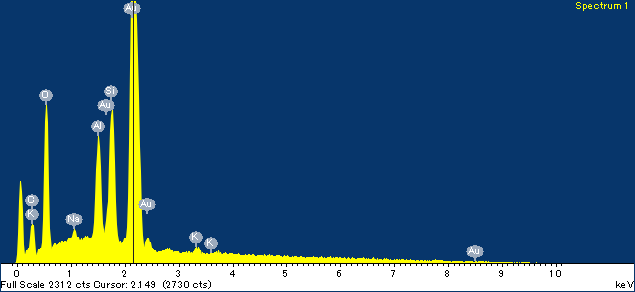 Spectrum 1
Au
O
Si
Au
Al
C
K
Na
Au
K
K
Au
0 1 2 3 4 5 6 7 8 9 10
Full Scale 2312 cts Cursor: 2.149 (2730 cts)
keV